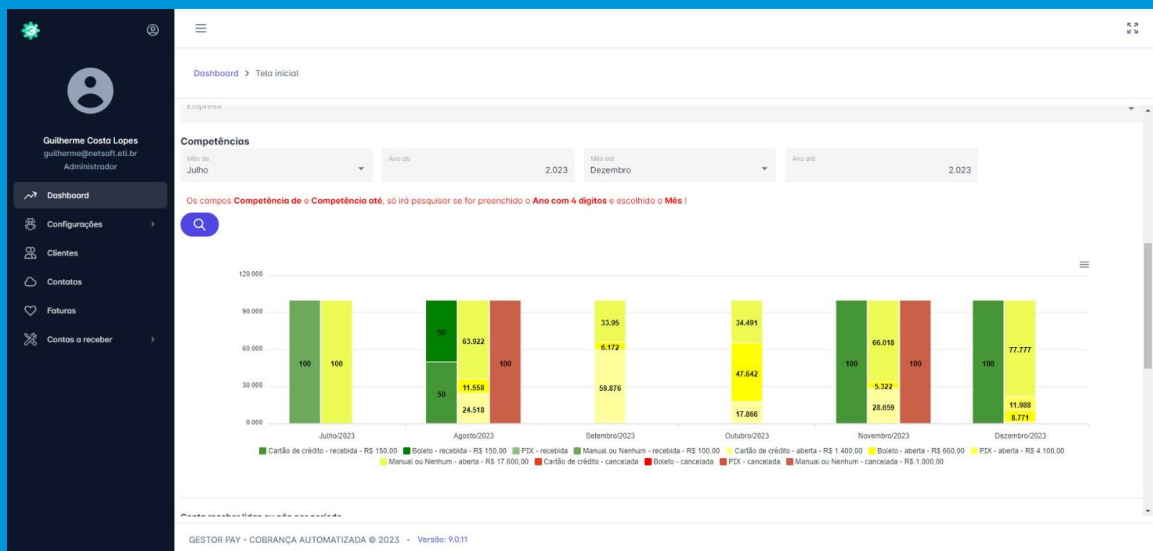 Dashboard > Tela inicial
Guilherme Costa Lopes
guilherme@netsoft.eti.br
Administrador
Dashboard
Configurações
Clientes
Contatos
Faturas
Contas a receber
Empresa
Competências
Mês de
Julho
Ano de
2.023
Mês até
Dezembro
Ano até
2.023
Os campos Competência de e Competência até, só irá pesquisar se for preenchido o Ano com 4 digitos e escolhido o Mês !
120.000
90.000
60.000
30.000
0.000
100 100
50
50
63.922
11.558
24.518
100
33.95
6.172
59.876
34.491
47.642
17.866
100
66.018
5.322
28.659
100
100
77.777
11.988
8.771
Julho/2023 Agosto/2023 Setembro/2023 Outubro/2023 Novembro/2023 Dezembro/2023
Cartão de crédito - recebida - R$ 150,00 Boleto - recebida - R$ 150,00 PIX - recebida Manual ou Nenhum - recebida - R$ 100,00 Cartão de crédito - aberta - R$ 1.400,00 Boleto - aberta - R$ 660,00 PIX - aberta - R$ 4.100,00
Manual ou Nenhum - aberta - R$ 17.600,00 Cartão de crédito - cancelada Boleto - cancelada PIX - cancelada Manual ou Nenhum - cancelada - R$ 1.000,00
GESTOR PAY - COBRANÇA AUTOMATIZADA © 2023 - Versão: 9.0.11